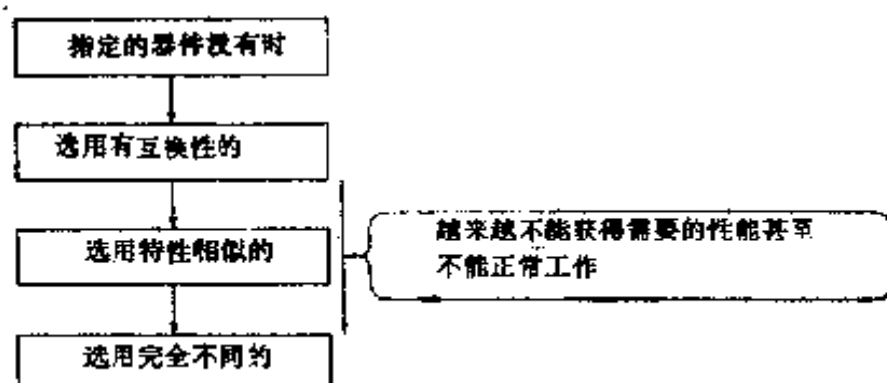 指定的器件没有时
选用有互换性的
选用特性相似的
越来越不能获得需要的性能甚至
不能正常工作
选用完全不同的